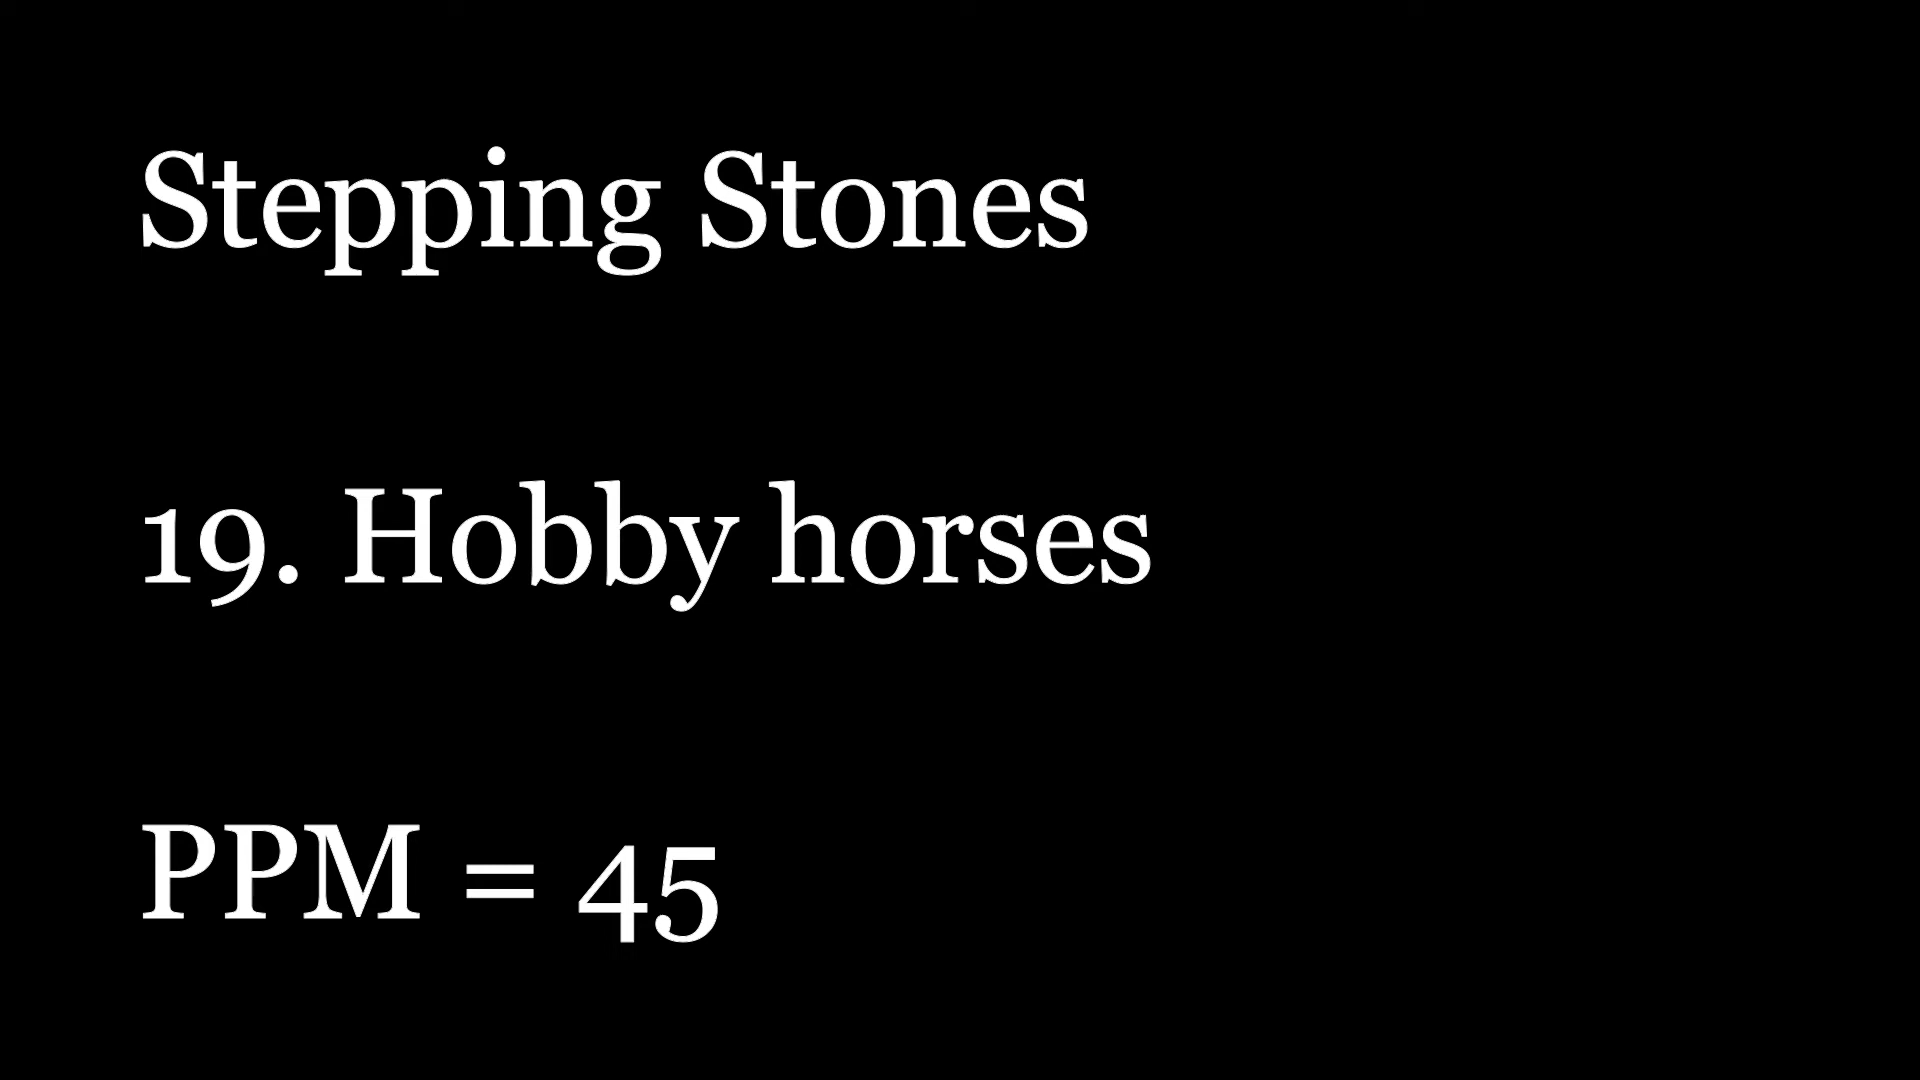 Stepping Stones
19. Hobby horses
PPM = 45